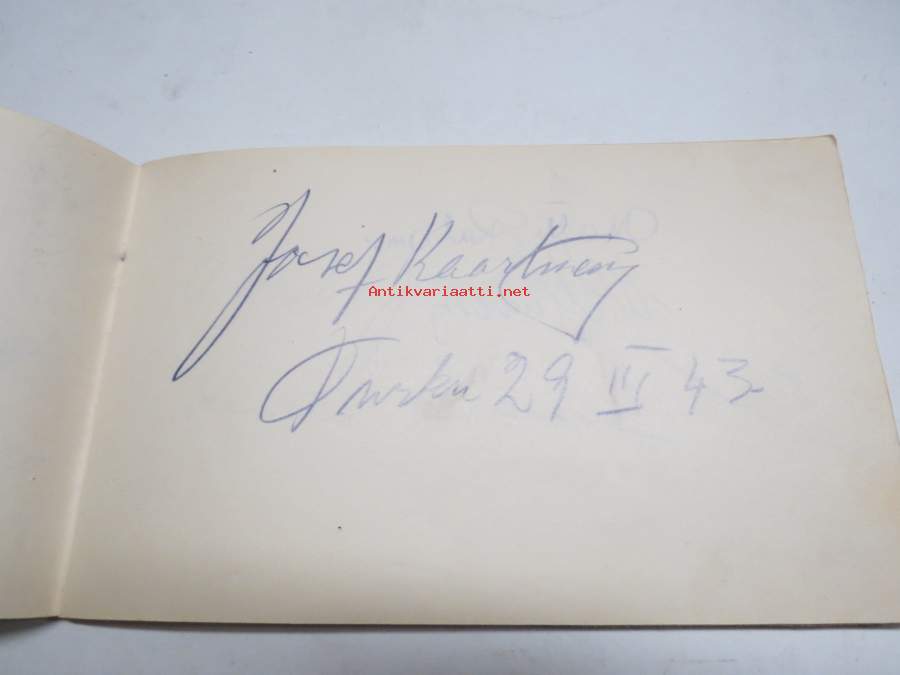 Josef Kaartinen
Antikvariaatti.net
Turku 29 III 43